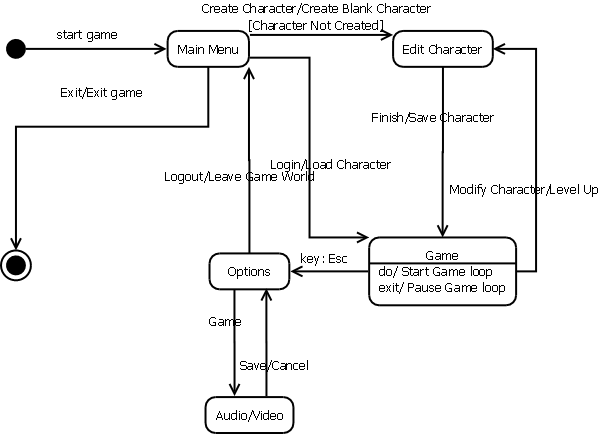 Create Character/Create Blank Character
[Character Not Created]
start game
Main Menu
Edit Character
Exit/Exit game
Finish/Save Character
Login/Load Character
Logout/Leave Game World
Modify Character/Level Up
Game
key : Esc
Options
do/ Start Game loop
exit/ Pause Game loop
Game
Save/Cancel
Audio/Video